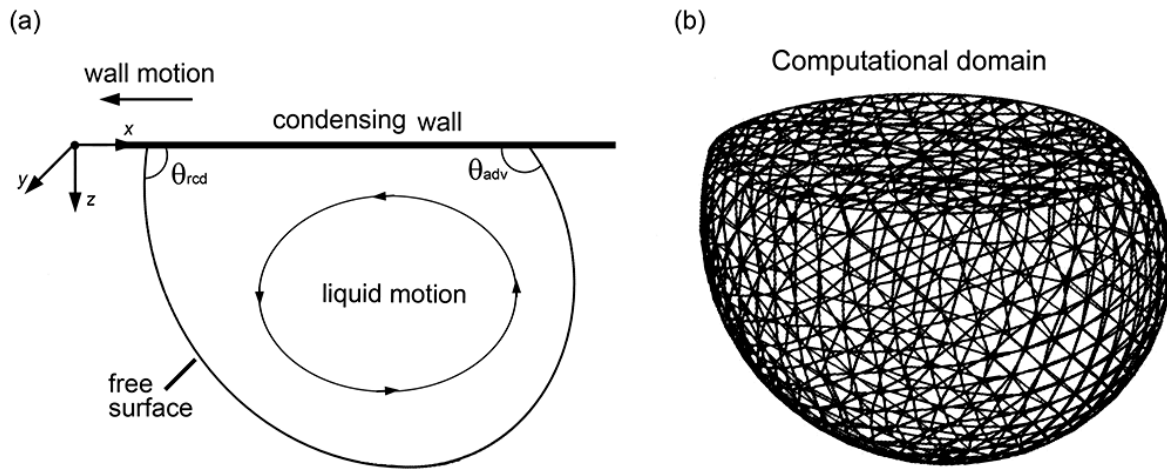 (a)
wall motion
condensing wall
x
y
z
θrcd
θadv
liquid motion
free
surface
(b)
Computational domain